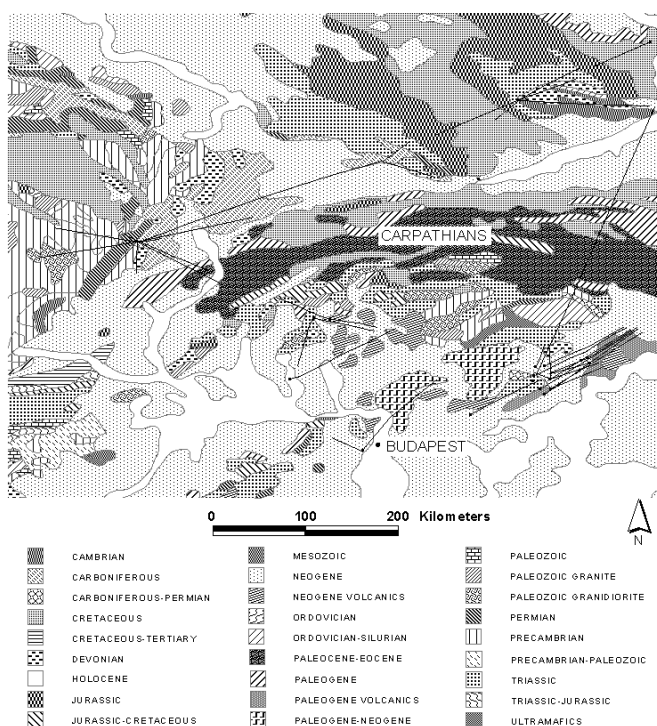 CARPATHIANS
BUDAPEST
0 100 200 Kilometers
N
CAMBRIAN
CARBONIFEROUS
CARBONIFEROUS-PERMIAN
CRETACEOUS
CRETACEOUS-TERTIARY
DEVONIAN
HOLOCENE
JURASSIC
JURASSIC-CRETACEOUS
MESOZOIC
NEOGENE
NEOGENE VOLCANICS
ORDOVICIAN
ORDOVICIAN-SILURIAN
PALEOCENE-EOCENE
PALEOGENE
PALEOGENE VOLCANICS
PALEOGENE-NEOGENE
PALEOZOIC
PALEOZOIC GRANITE
PALEOZOIC GRANIDIORITE
PERMIAN
PRECAMBRIAN
PRECAMBRIAN-PALEOZOIC
TRIASSIC
TRIASSIC-JURASSIC
ULTRAMAFICS